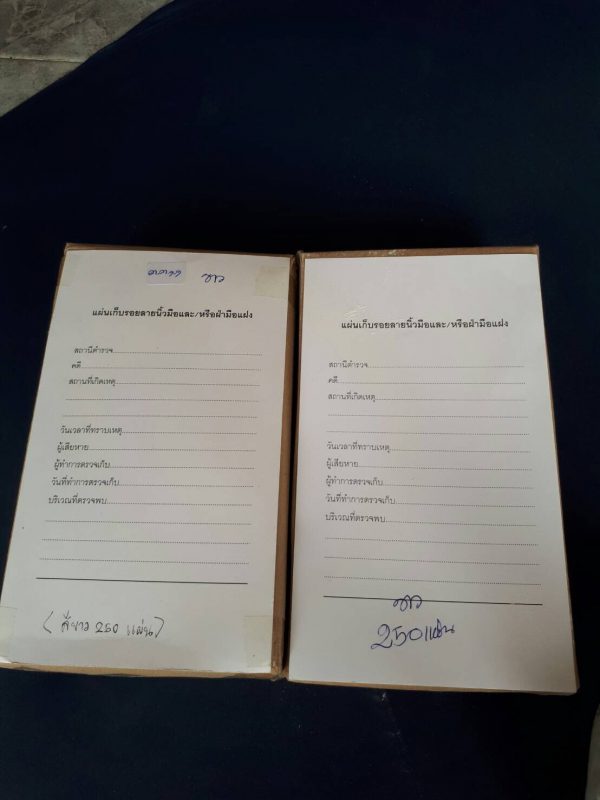 ขาว
แผ่นเก็บรอยลายนิ้วมือและ/หรือฝ่ามือแฝง
สถานีตำรวจ
คดี
สถานที่เกิดเหตุ
วันเวลาที่ทราบเหตุ
ผู้เสียหาย
ผู้ทำการตรวจเก็บ
วันที่ทำการตรวจเก็บ
บริเวณที่ตรวจพบ
(สีขาว 250 แผ่น)
แผ่นเก็บรอยลายนิ้วมือและ/หรือฝ่ามือแฝง
สถานีตำรวจ
คดี
สถานที่เกิดเหตุ
วันเวลาที่ทราบเหตุ
ผู้เสียหาย
ผู้ทำการตรวจเก็บ
วันที่ทำการตรวจเก็บ
บริเวณที่ตรวจพบ
ขาว
250 แผ่น